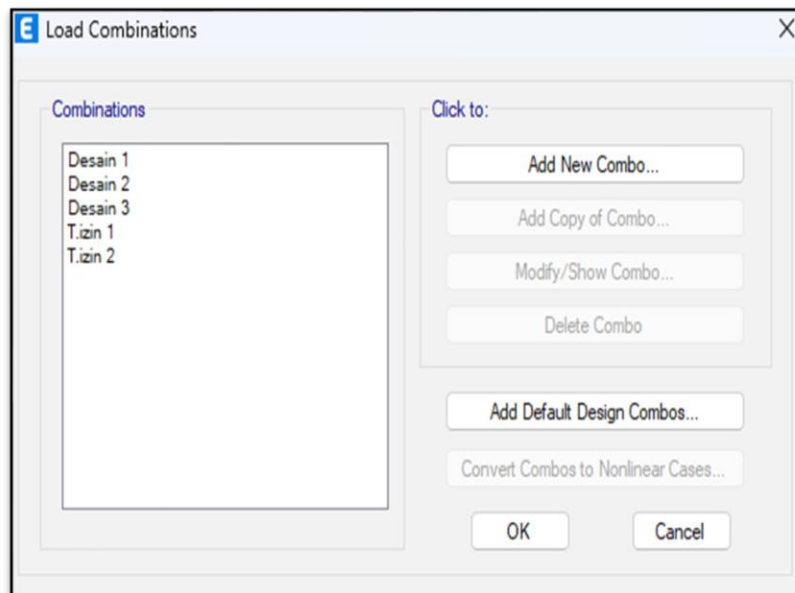 E Load Combinations
Combinations
Desain 1
Desain 2
Desain 3
T.izin 1
T.izin 2
Click to:
Add New Combo...
Add Copy of Combo...
Modify/Show Combo...
Delete Combo
Add Default Design Combos...
Convert Combos to Nonlinear Cases...
OK
Cancel